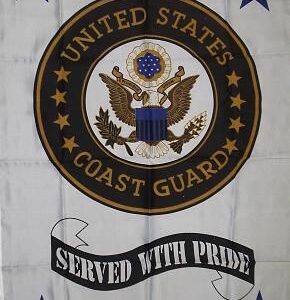 UNITED STATES
COAST GUARD
SERVED WITH PRIDE